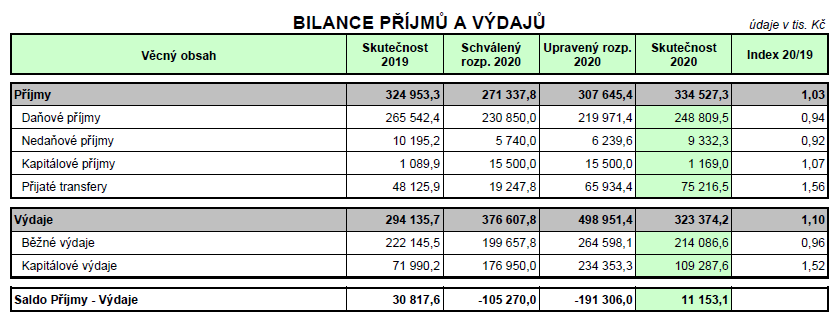 BILANCE PŘÍJMŮ A VÝDAJŮ
údaje v tis. Kč
Věcný obsah Skutečnost 2019 Schválený rozp. 2020 Upravený rozp. 2020 Skutečnost 2020 Index 20/19
Příjmy 324 953,3 271 337,8 307 645,4 334 527,3 1,03
Daňové příjmy 265 542,4 230 850,0 219 971,4 248 809,5 0,94
Nedaňové příjmy 10 195,2 5 740,0 6 239,6 9 332,3 0,92
Kapitálové příjmy 1 089,9 15 500,0 15 500,0 1 169,0 1,07
Přijaté transfery 48 125,9 19 247,8 65 934,4 75 216,5 1,56
Výdaje 294 135,7 376 607,8 498 951,4 323 374,2 1,10
Běžné výdaje 222 145,5 199 657,8 264 598,1 214 086,6 0,96
Kapitálové výdaje 71 990,2 176 950,0 234 353,3 109 287,6 1,52
Saldo Příjmy - Výdaje 30 817,6 -105 270,0 -191 306,0 11 153,1